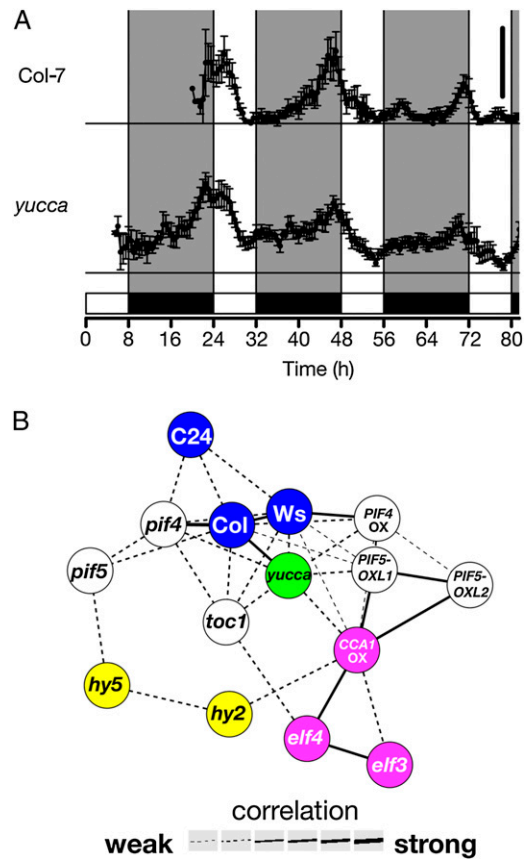 A
Col-7
yucca
0 8 16 24 32 40 48 56 64 72 80
Time (h)
B
C24
Ws
PIF4 OX
pif4
Col
pif5
yucca
PIF5-OXL1
PIF5-OXL2
toc1
CCA1 OX
hy5
hy2
elf4
elf3
correlation
weak strong